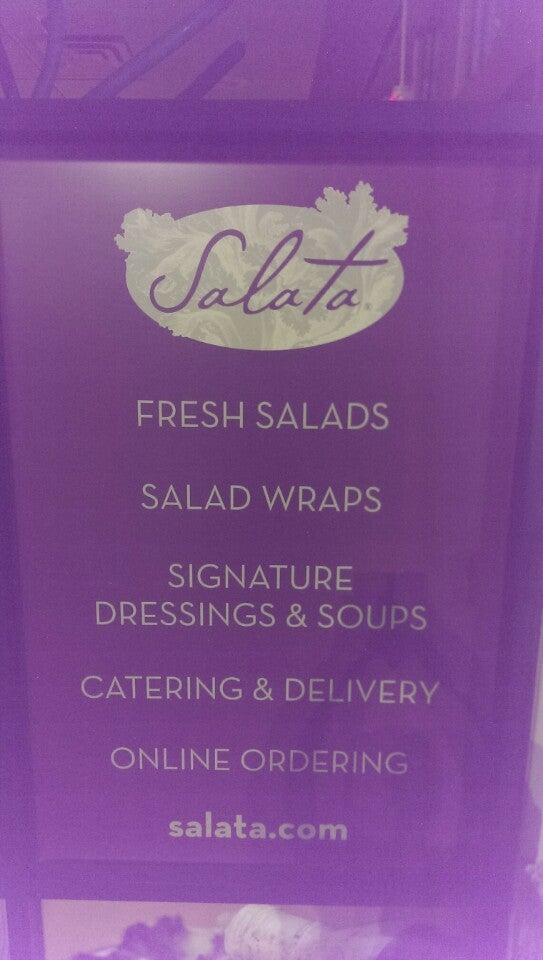 Salata®
FRESH SALADS
SALAD WRAPS
SIGNATURE
DRESSINGS & SOUPS
CATERING & DELIVERY
ONLINE ORDERING
salata.com